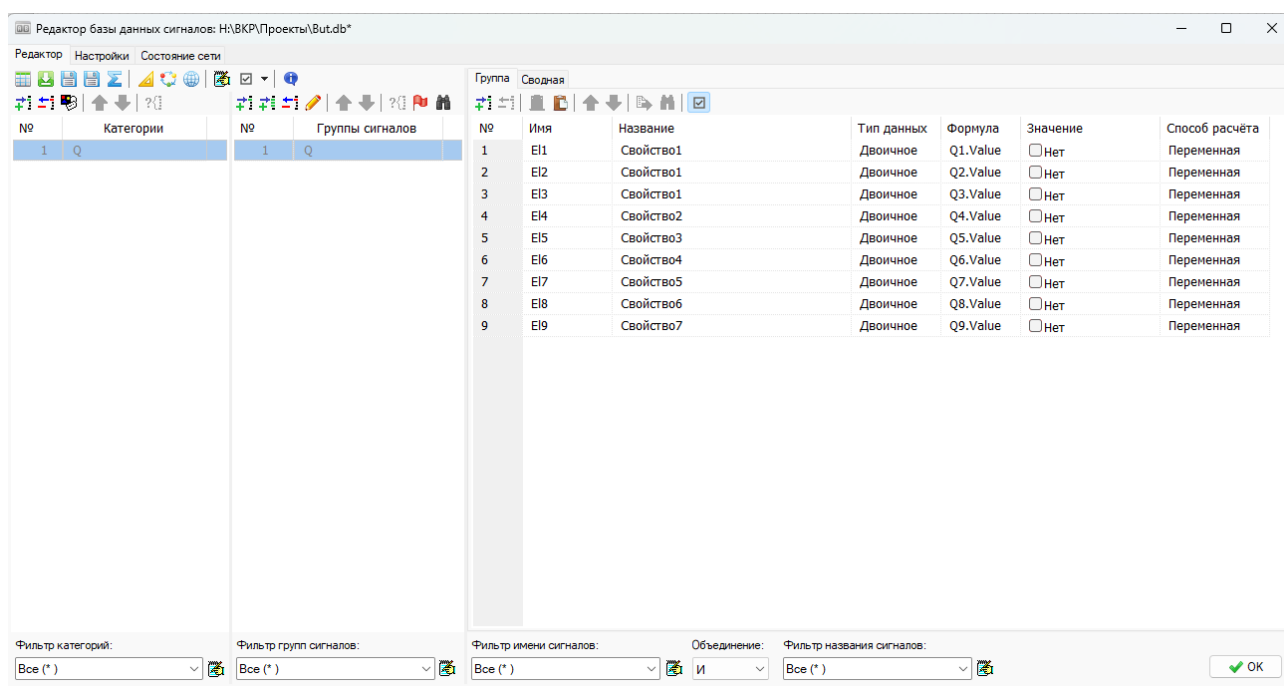 Редактор базы данных сигналов: H:\ВКР\Проекты\But.db*
Редактор Настройки Состояние сети
Группа Сводная
№ Категории
1 Q
№ Группы сигналов
1 Q
№ Имя Название Тип данных Формула Значение Способ расчёта
1 El1 Свойство1 Двоичное Q1.Value Нет Переменная
2 El2 Свойство1 Двоичное Q2.Value Нет Переменная
3 El3 Свойство1 Двоичное Q3.Value Нет Переменная
4 El4 Свойство2 Двоичное Q4.Value Нет Переменная
5 El5 Свойство3 Двоичное Q5.Value Нет Переменная
6 El6 Свойство4 Двоичное Q6.Value Нет Переменная
7 El7 Свойство5 Двоичное Q7.Value Нет Переменная
8 El8 Свойство6 Двоичное Q8.Value Нет Переменная
9 El9 Свойство7 Двоичное Q9.Value Нет Переменная
Фильтр категорий: Фильтр групп сигналов: Фильтр имени сигналов: Объединение: Фильтр названия сигналов:
Все (* ) Все (* ) Все (* ) И Все (* ) OK